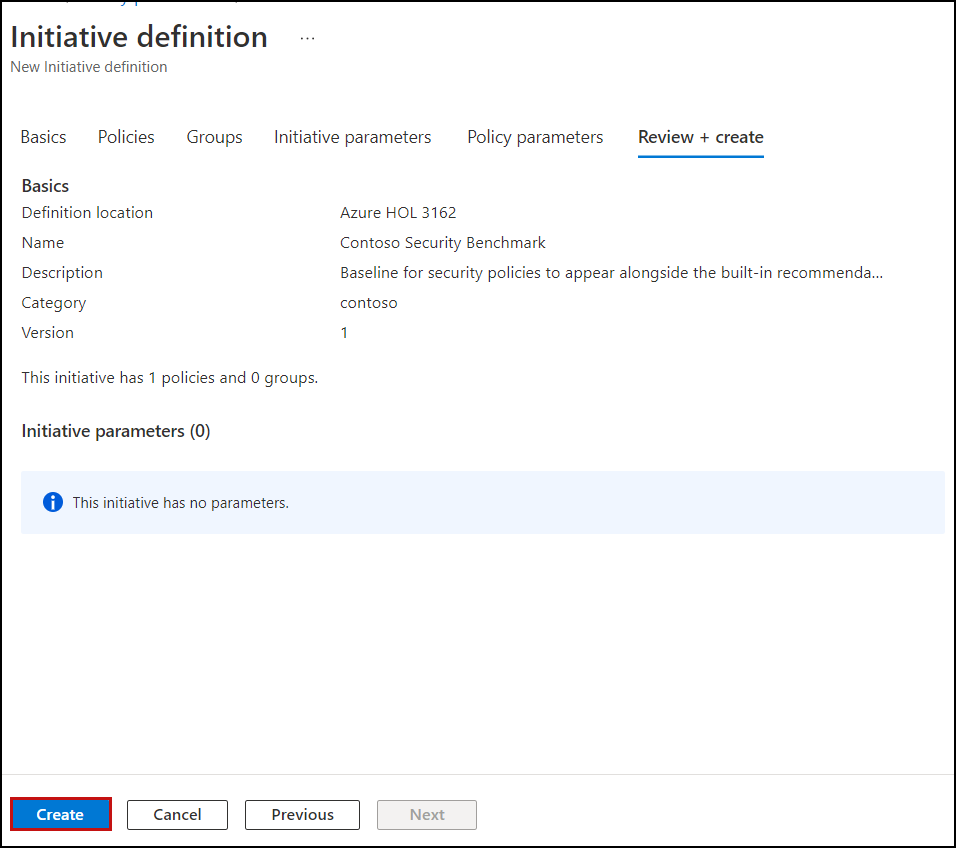 Initiative definition ...
New Initiative definition
Basics Policies Groups Initiative parameters Policy parameters Review + create
Basics
Definition location Azure HOL 3162
Name Contoso Security Benchmark
Description Baseline for security policies to appear alongside the built-in recommenda...
Category contoso
Version 1
This initiative has 1 policies and 0 groups.
Initiative parameters (0)
This initiative has no parameters.
Create Cancel Previous Next